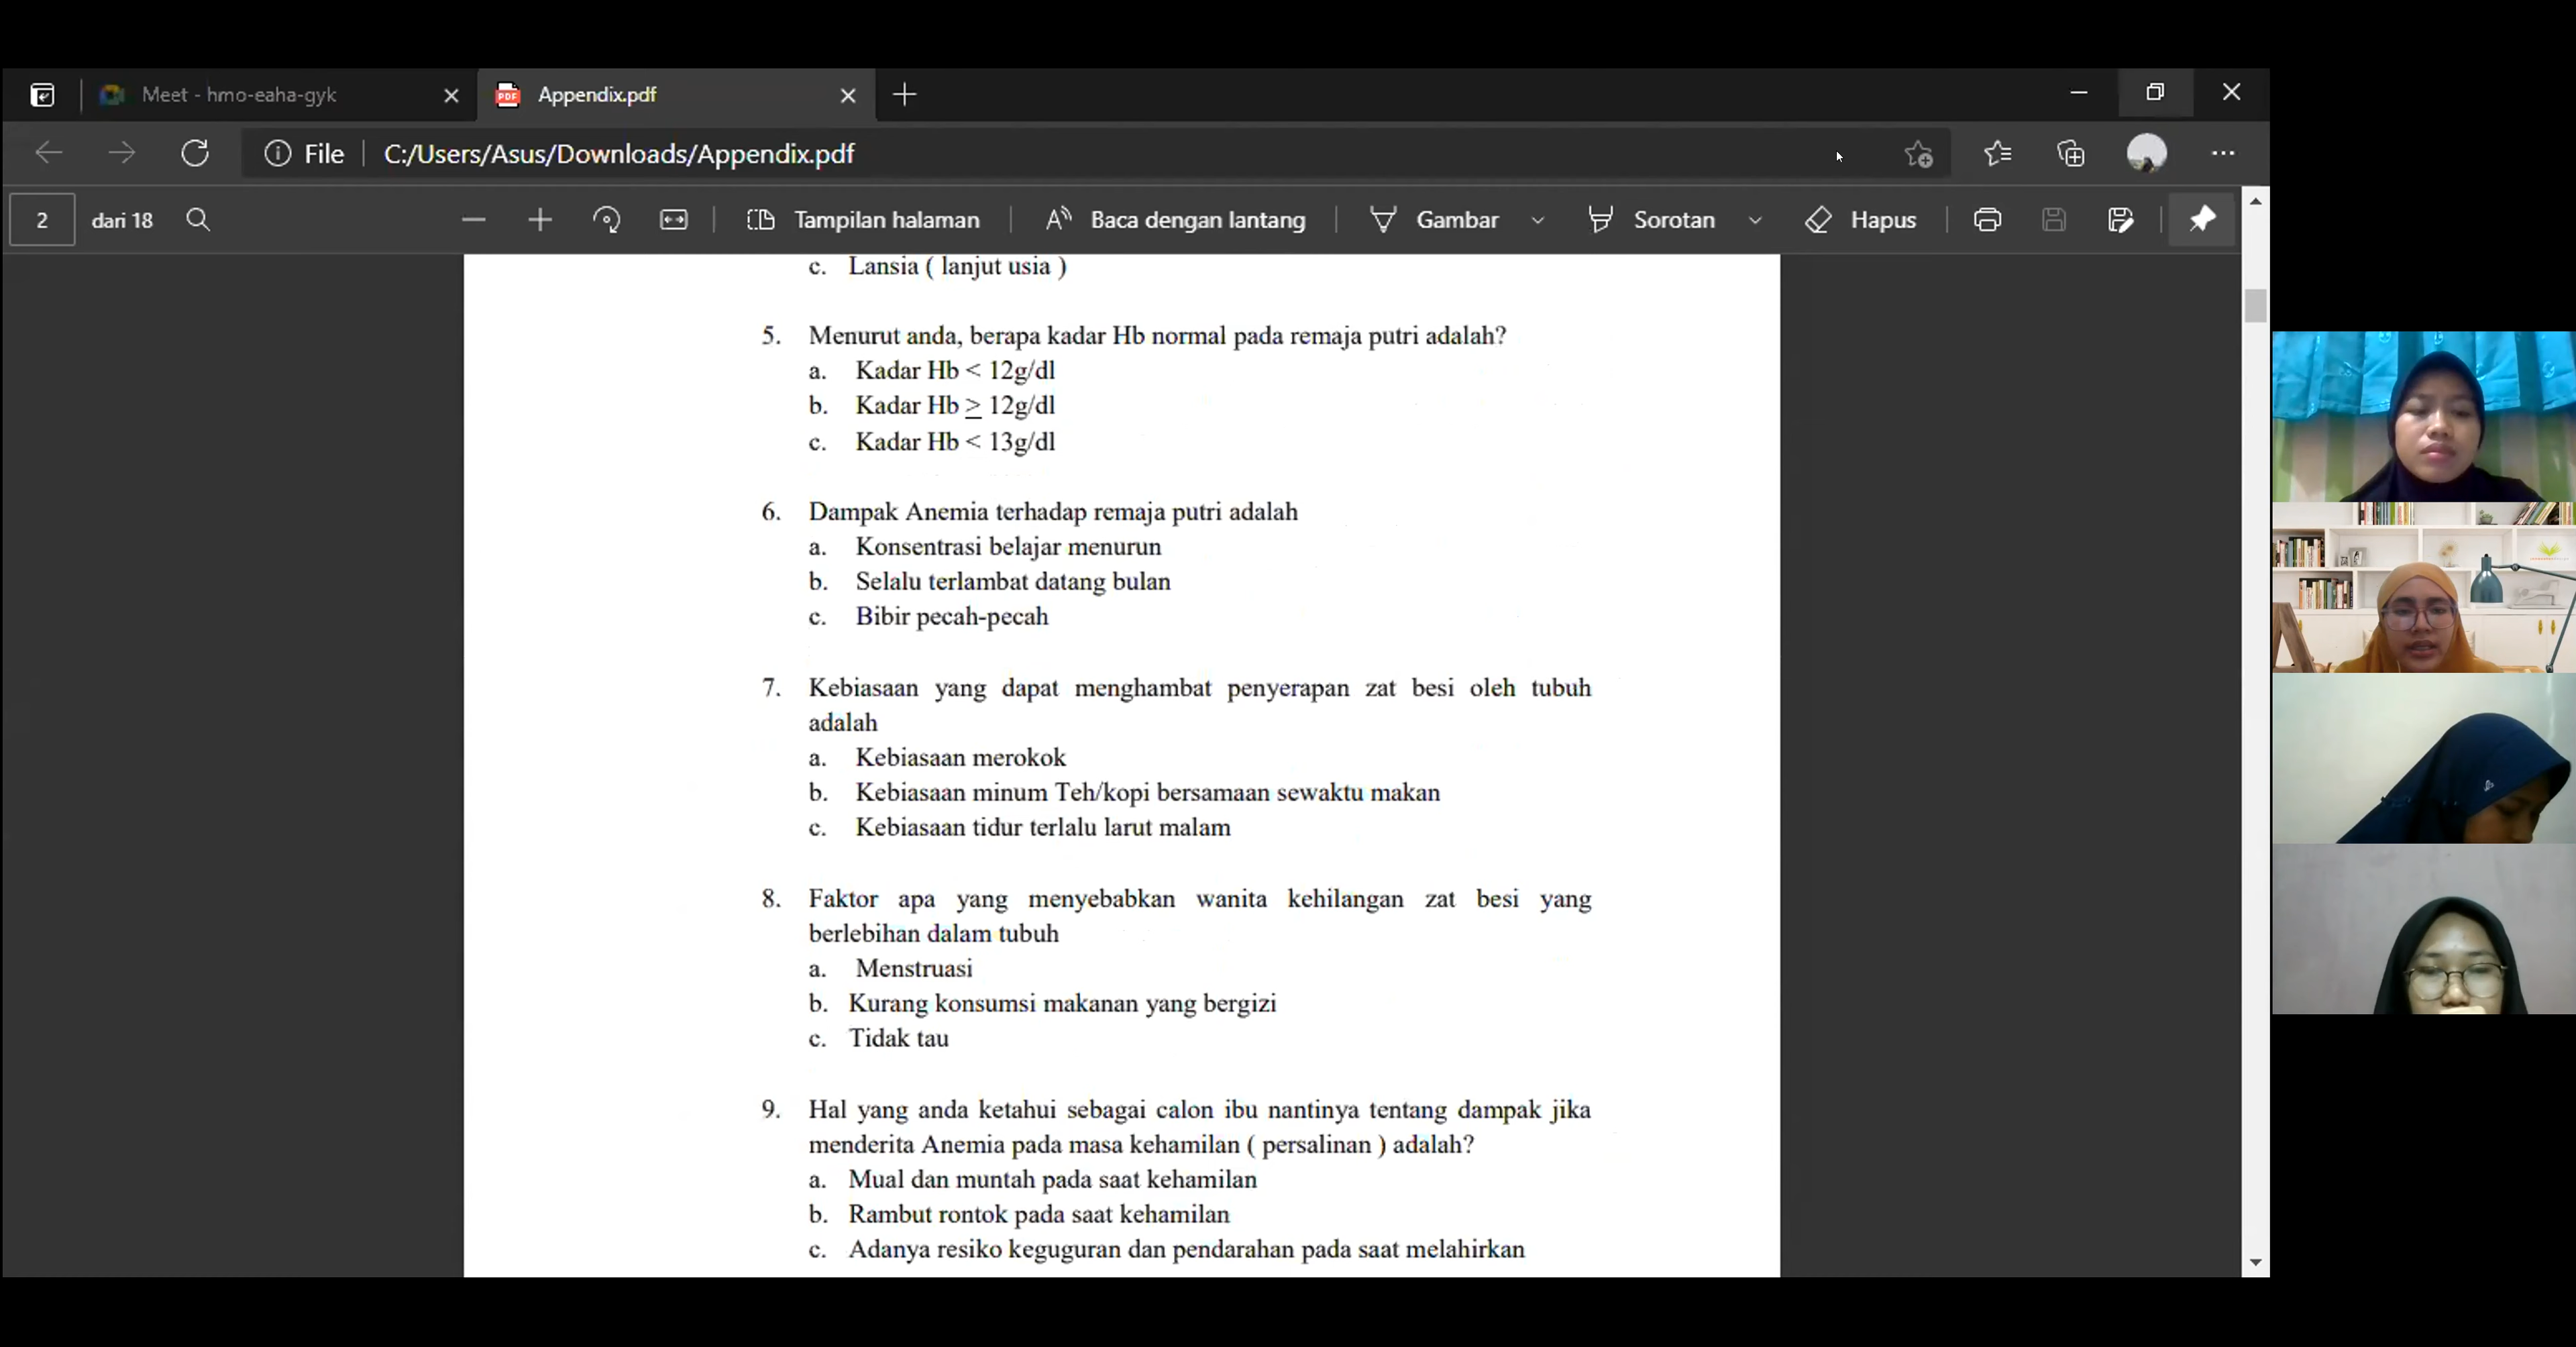 Meet - hmo-eaha-gyk
Appendix.pdf
File
C:/Users/Asus/Downloads/Appendix.pdf
2 dari 18
Tampilan halaman
Baca dengan lantang
Gambar
Sorotan
Hapus
c. Lansia ( lanjut usia )
5. Menurut anda, berapa kadar Hb normal pada remaja putri adalah?
a. Kadar Hb < 12g/dl
b. Kadar Hb ≥ 12g/dl
c. Kadar Hb < 13g/dl
6. Dampak Anemia terhadap remaja putri adalah
a. Konsentrasi belajar menurun
b. Selalu terlambat datang bulan
c. Bibir pecah-pecah
7. Kebiasaan yang dapat menghambat penyerapan zat besi oleh tubuh
adalah
a. Kebiasaan merokok
b. Kebiasaan minum Teh/kopi bersamaan sewaktu makan
c. Kebiasaan tidur terlalu larut malam
8. Faktor apa yang menyebabkan wanita kehilangan zat besi yang
berlebihan dalam tubuh
a. Menstruasi
b. Kurang konsumsi makanan yang bergizi
c. Tidak tau
9. Hal yang anda ketahui sebagai calon ibu nantinya tentang dampak jika
menderita Anemia pada masa kehamilan ( persalinan ) adalah?
a. Mual dan muntah pada saat kehamilan
b. Rambut rontok pada saat kehamilan
c. Adanya resiko keguguran dan pendarahan pada saat melahirkan